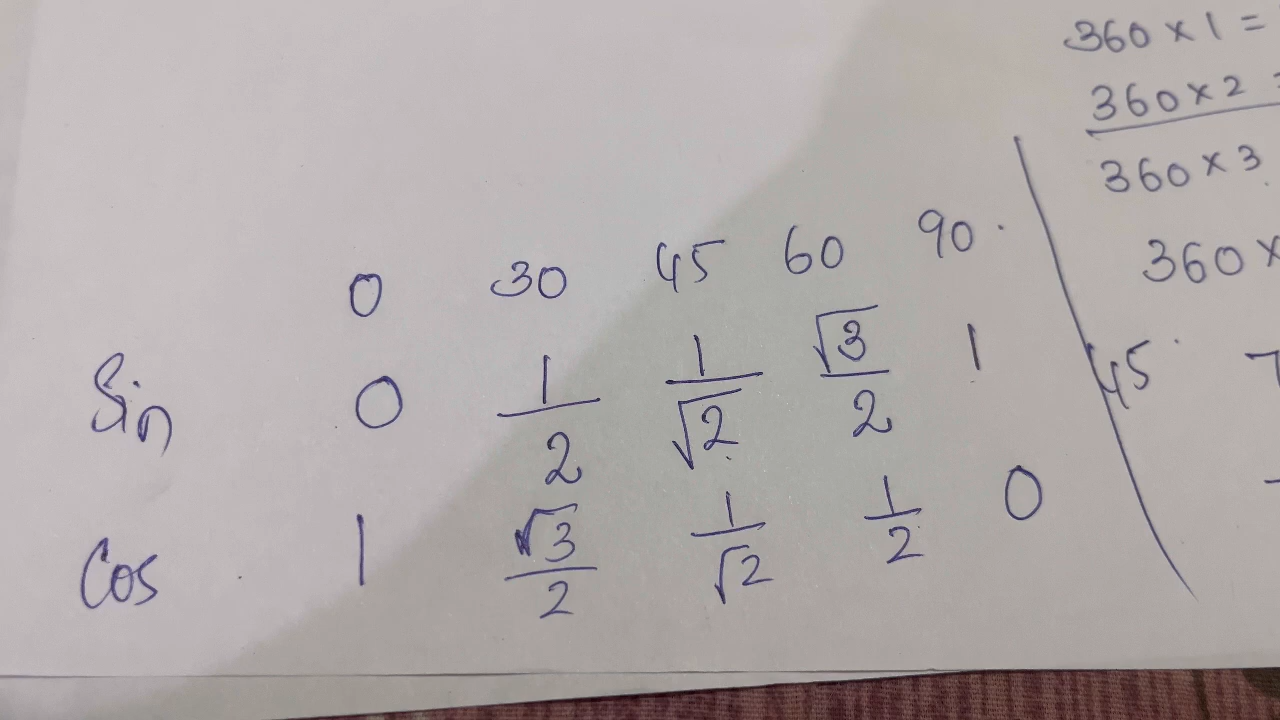 360 × 1 =
360 × 2
360 × 3
360 ×
0 30 45 60 90
Sin 0 1/2 1/√2 √3/2 1
45
Cos 1 √3/2 1/√2 1/2 0